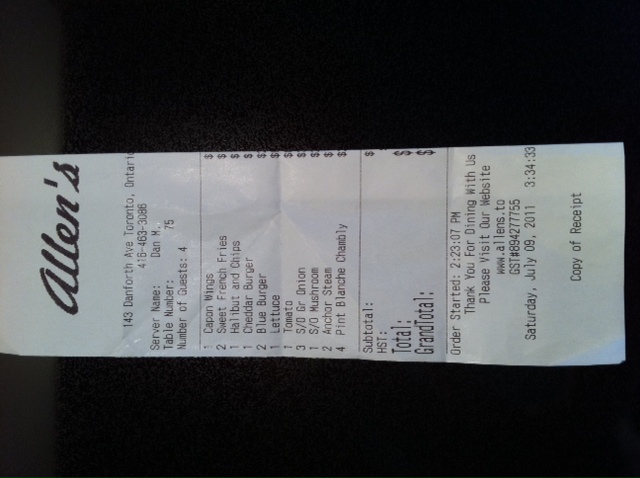 Allen's
143 Danforth Ave Toronto, Ontario
416-463-3086
Server Name: Dan M.
Table Number: 75
Number of Guests: 4
1 Capon Wings $
2 Sweet French Fries $
1 Halibut and Chips $
1 Cheddar Burger $
2 Blue Burger $
1 Lettuce
1 Tomato $
3 S/O Gr Onion $
1 S/O Mushroom $
2 Anchor Steam $
4 Pint Blanche Chambly $
Subtotal: $
HST:
Total: $
GrandTotal: $
Order Started: 2:23:07 PM
Thank You For Dining With Us
Please Visit Our Website
www.allens.to
GST#894277755
Saturday, July 09, 2011 3:34:33
Copy of Receipt